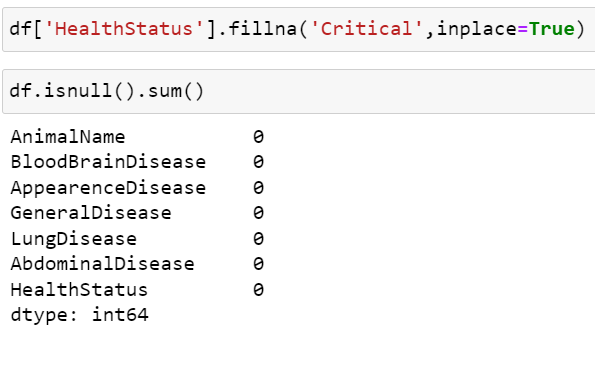 df['HealthStatus'].fillna('Critical',inplace=True)
df.isnull().sum()
AnimalName 0
BloodBrainDisease 0
AppearenceDisease 0
GeneralDisease 0
LungDisease 0
AbdominalDisease 0
HealthStatus 0
dtype: int64